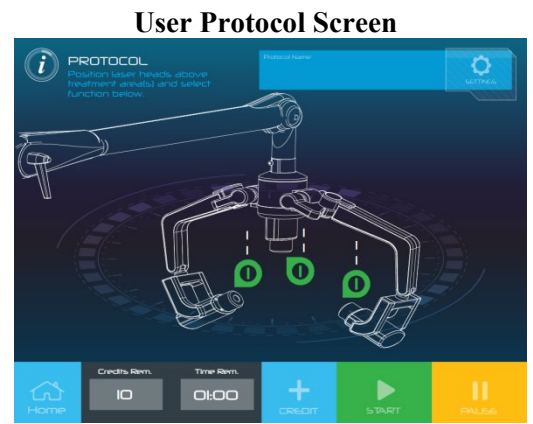 User Protocol Screen
i
PROTOCOL
Position laser heads above
treatment area(s) and select
function below.
Protocol Name
SETTINGS
Credits Rem.
10
Time Rem.
01:00
Home
CREDIT
START
PAUSE